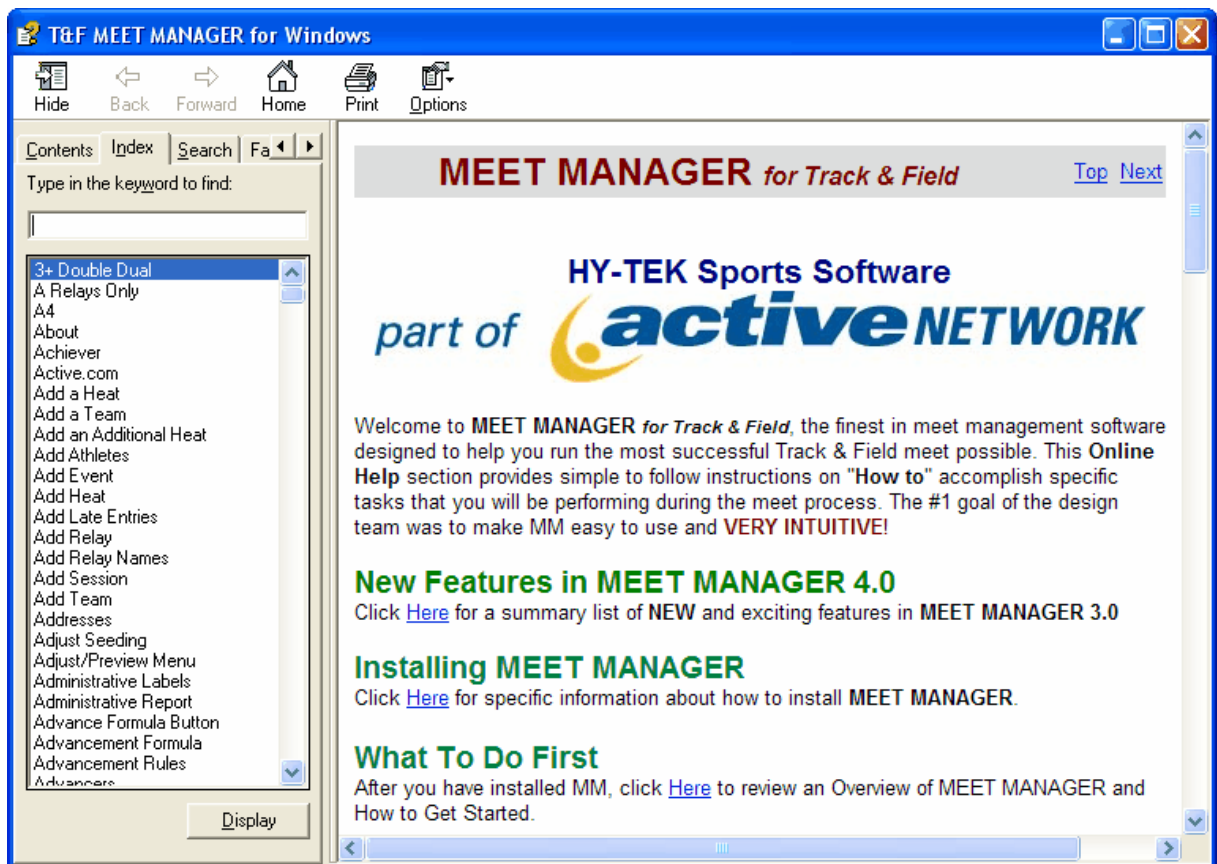 T&F MEET MANAGER for Windows
Hide
Back
Forward
Home
Print
Options
Contents
Index
Search
Fa
Type in the keyword to find:
3+ Double Dual
A Relays Only
A4
About
Achiever
Active.com
Add a Heat
Add a Team
Add an Additional Heat
Add Athletes
Add Event
Add Heat
Add Late Entries
Add Relay
Add Relay Names
Add Session
Add Team
Addresses
Adjust Seeding
Adjust/Preview Menu
Administrative Labels
Administrative Report
Advance Formula Button
Advancement Formula
Advancement Rules
Advancers
Display
MEET MANAGER for Track & Field
Top Next
HY-TEK Sports Software
part of active NETWORK
Welcome to MEET MANAGER for Track & Field, the finest in meet management software
designed to help you run the most successful Track & Field meet possible. This Online
Help section provides simple to follow instructions on "How to" accomplish specific
tasks that you will be performing during the meet process. The #1 goal of the design
team was to make MM easy to use and VERY INTUITIVE!
New Features in MEET MANAGER 4.0
Click Here for a summary list of NEW and exciting features in MEET MANAGER 3.0
Installing MEET MANAGER
Click Here for specific information about how to install MEET MANAGER.
What To Do First
After you have installed MM, click Here to review an Overview of MEET MANAGER and
How to Get Started.